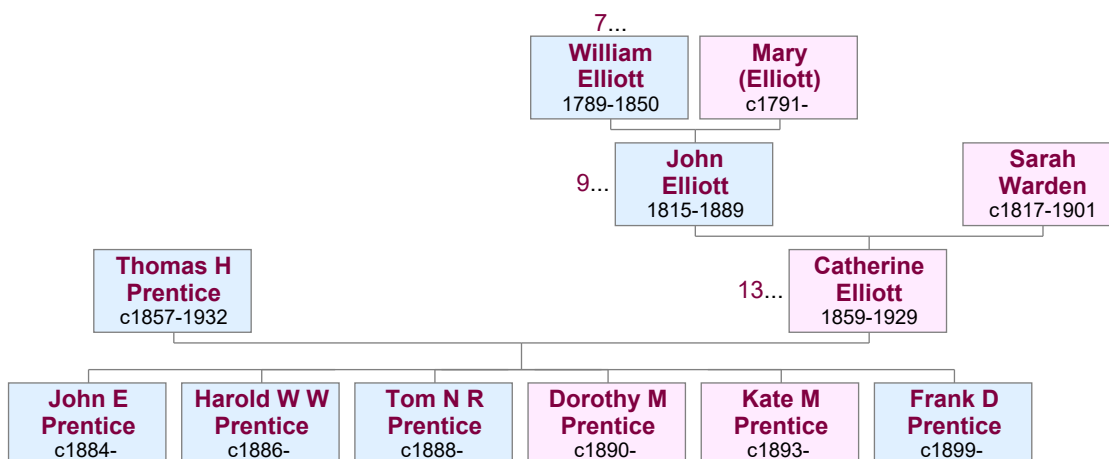 7...
William
Elliott
1789-1850
Mary
(Elliott)
c1791-
9...
John
Elliott
1815-1889
Sarah
Warden
c1817-1901
Thomas H
Prentice
c1857-1932
13...
Catherine
Elliott
1859-1929
John E
Prentice
c1884-
Harold W W
Prentice
c1886-
Tom N R
Prentice
c1888-
Dorothy M
Prentice
c1890-
Kate M
Prentice
c1893-
Frank D
Prentice
c1899-